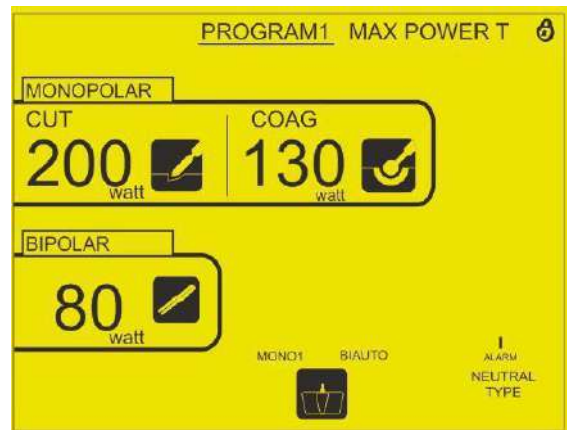 PROGRAM1 MAX POWER T
MONOPOLAR
CUT COAG
200 130
watt watt
BIPOLAR
80
watt
MONO1 BIAUTO
ALARM
NEUTRAL
TYPE